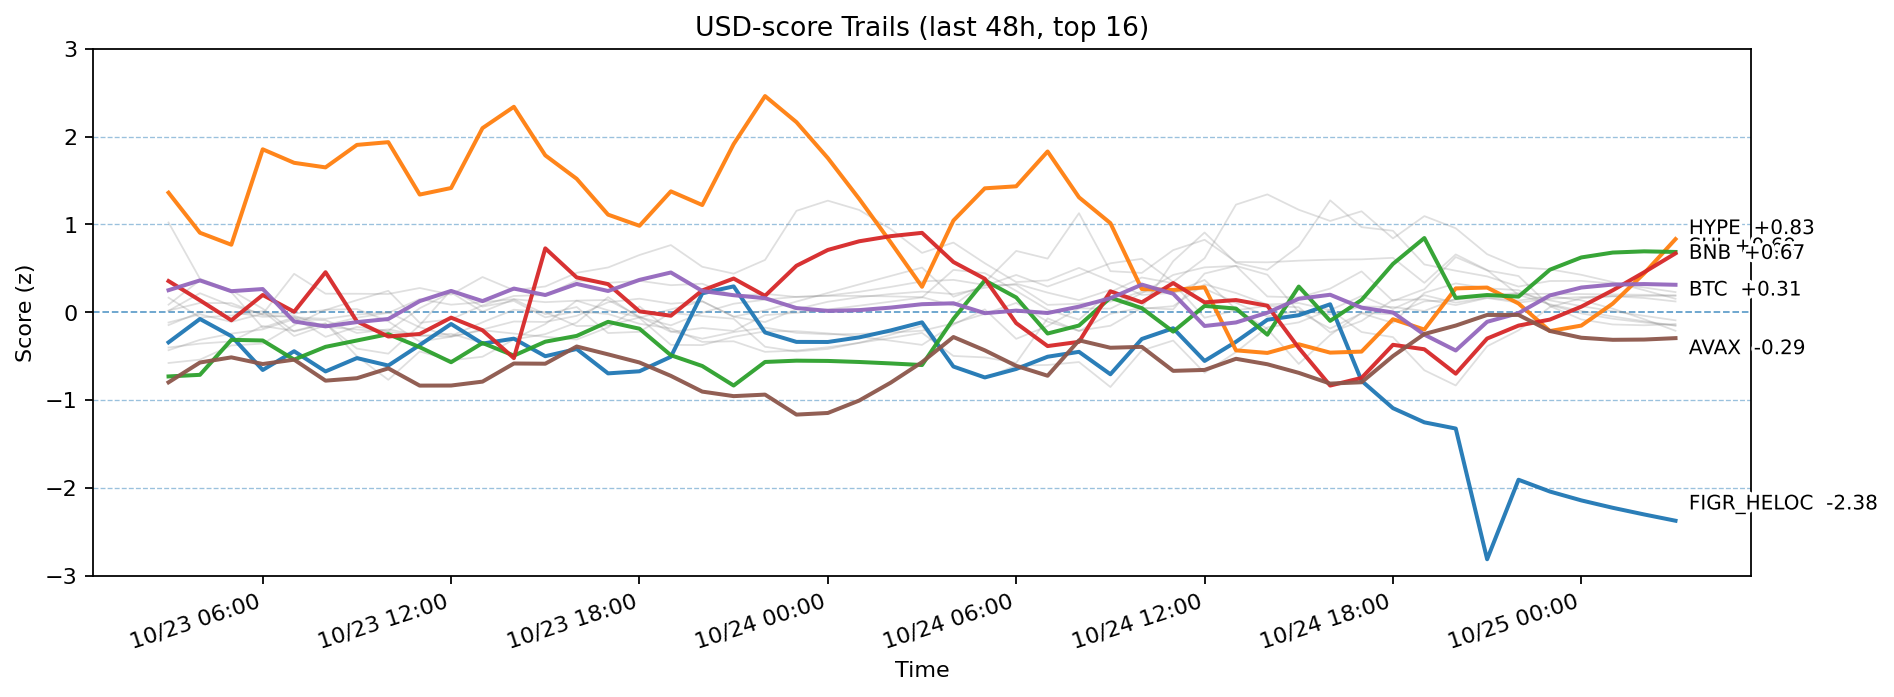 USD-score Trails (last 48h, top 16)
Score (z)
3
2
1
0
−1
−2
−3
HYPE +0.83
BNB +0.67
BTC +0.31
AVAX -0.29
FIGR_HELOC -2.38
10/23 06:00
10/23 12:00
10/23 18:00
10/24 00:00
10/24 06:00
10/24 12:00
10/24 18:00
10/25 00:00
Time